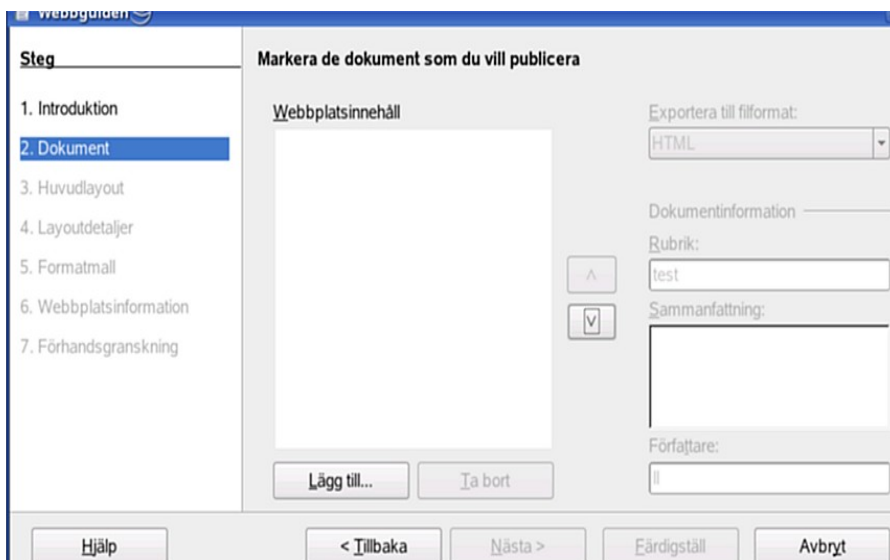 Webbguiden
Steg
Markera de dokument som du vill publicera
1. Introduktion
2. Dokument
3. Huvudlayout
4. Layoutdetaljer
5. Formatmall
6. Webbplatsinformation
7. Förhandsgranskning
Webbplatsinnehåll
Lägg till...
Ta bort
Exportera till filformat:
HTML
Dokumentinformation
Rubrik:
test
Sammanfattning:
Författare:
ll
Hjälp
< Tillbaka
Nästa >
Färdigställ
Avbryt